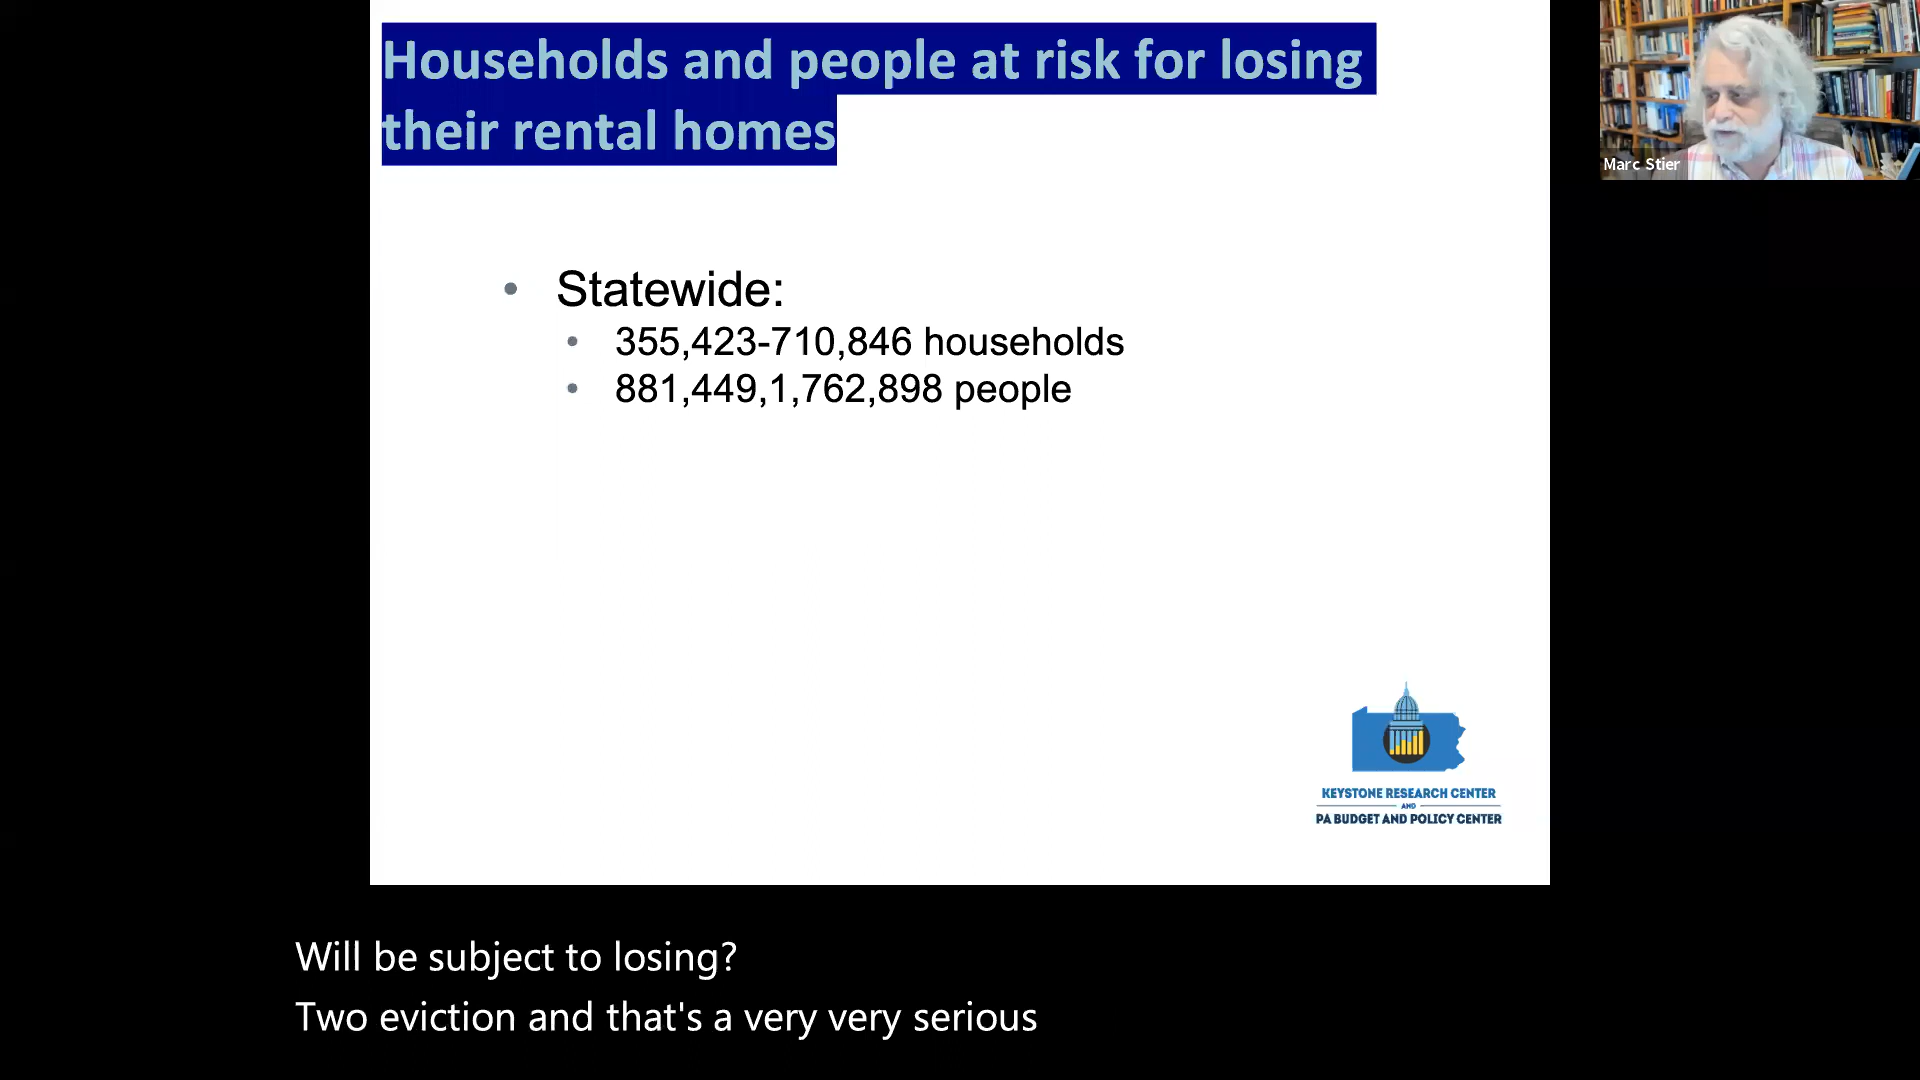 Households and people at risk for losing
their rental homes
Marc Stier
• Statewide:
• 355,423-710,846 households
• 881,449,1,762,898 people
KEYSTONE RESEARCH CENTER
AND
PA BUDGET AND POLICY CENTER
Will be subject to losing?
Two eviction and that's a very very serious